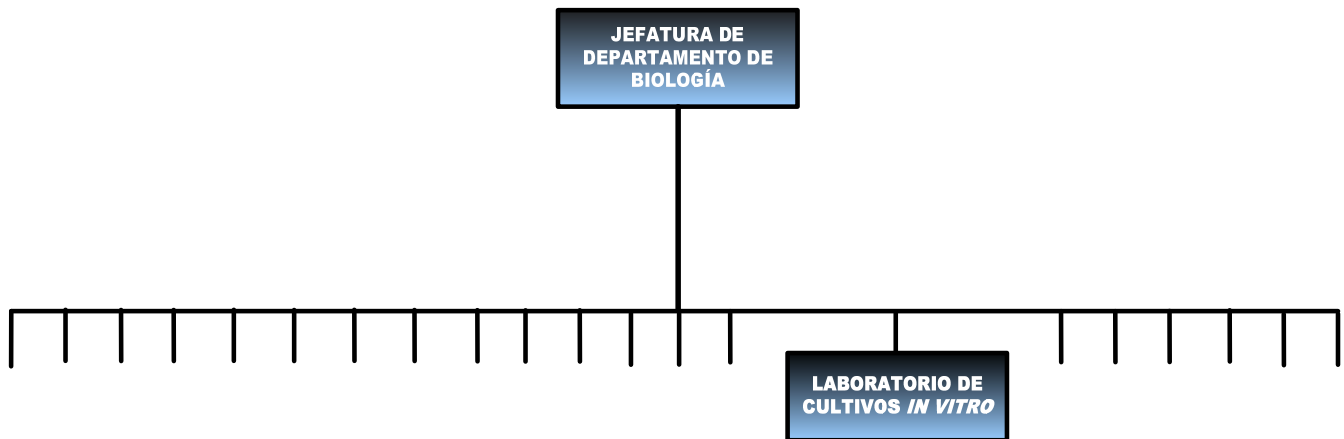 JEFATURA DE
DEPARTAMENTO DE
BIOLOGÍA
LABORATORIO DE
CULTIVOS IN VITRO